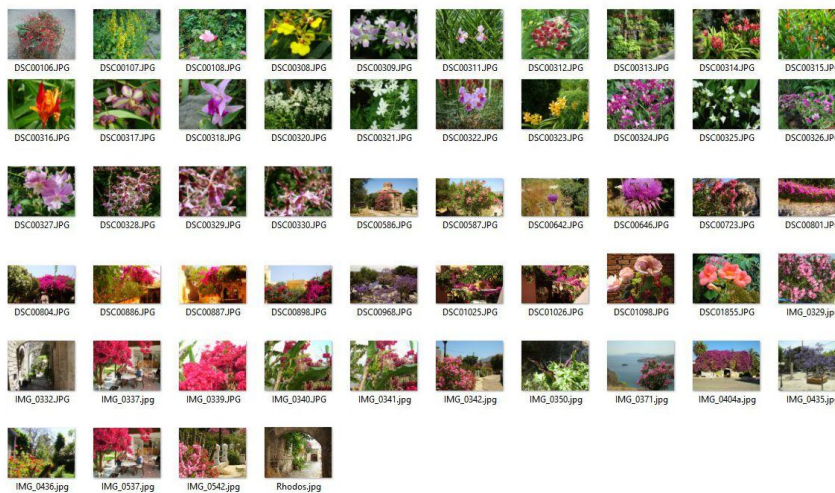 DSC00106.JPG DSC00107.JPG DSC00108.JPG DSC00308.JPG DSC00309.JPG DSC00311.JPG DSC00312.JPG DSC00313.JPG DSC00314.JPG DSC00315.JPG
DSC00316.JPG DSC00317.JPG DSC00318.JPG DSC00320.JPG DSC00321.JPG DSC00322.JPG DSC00323.JPG DSC00324.JPG DSC00325.JPG DSC00326.JPG
DSC00327.JPG DSC00328.JPG DSC00329.JPG DSC00330.JPG DSC00586.JPG DSC00587.JPG DSC00642.JPG DSC00646.JPG DSC00723.JPG DSC00801.JPG
DSC00804.JPG DSC00886.JPG DSC00887.JPG DSC00898.JPG DSC00968.JPG DSC01025.JPG DSC01026.JPG DSC01098.JPG DSC01855.JPG IMG_0329.jp
IMG_0332.JPG IMG_0337.jpg IMG_0339.JPG IMG_0340.JPG IMG_0341.jpg IMG_0342.jpg IMG_0350.jpg IMG_0371.jpg IMG_0404a.jpg IMG_0435.jp
IMG_0436.jpg IMG_0537.jpg IMG_0542.jpg Rhodos.jpg